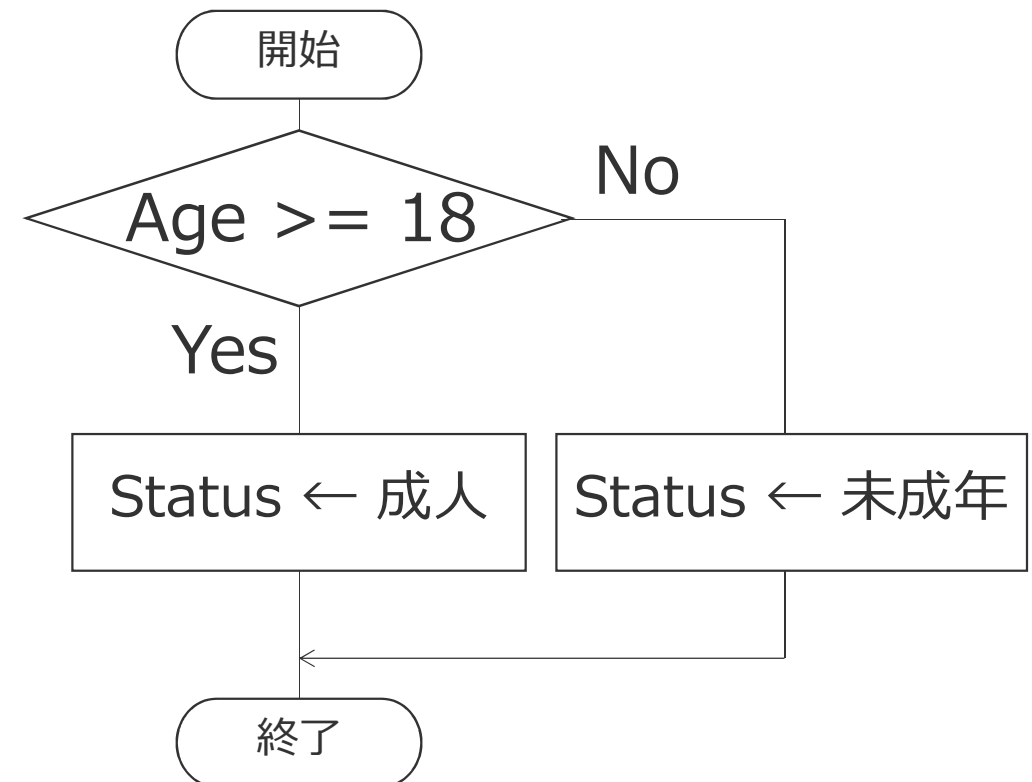 開始
Age >= 18
No
Yes
Status ← 成人
Status ← 未成年
終了